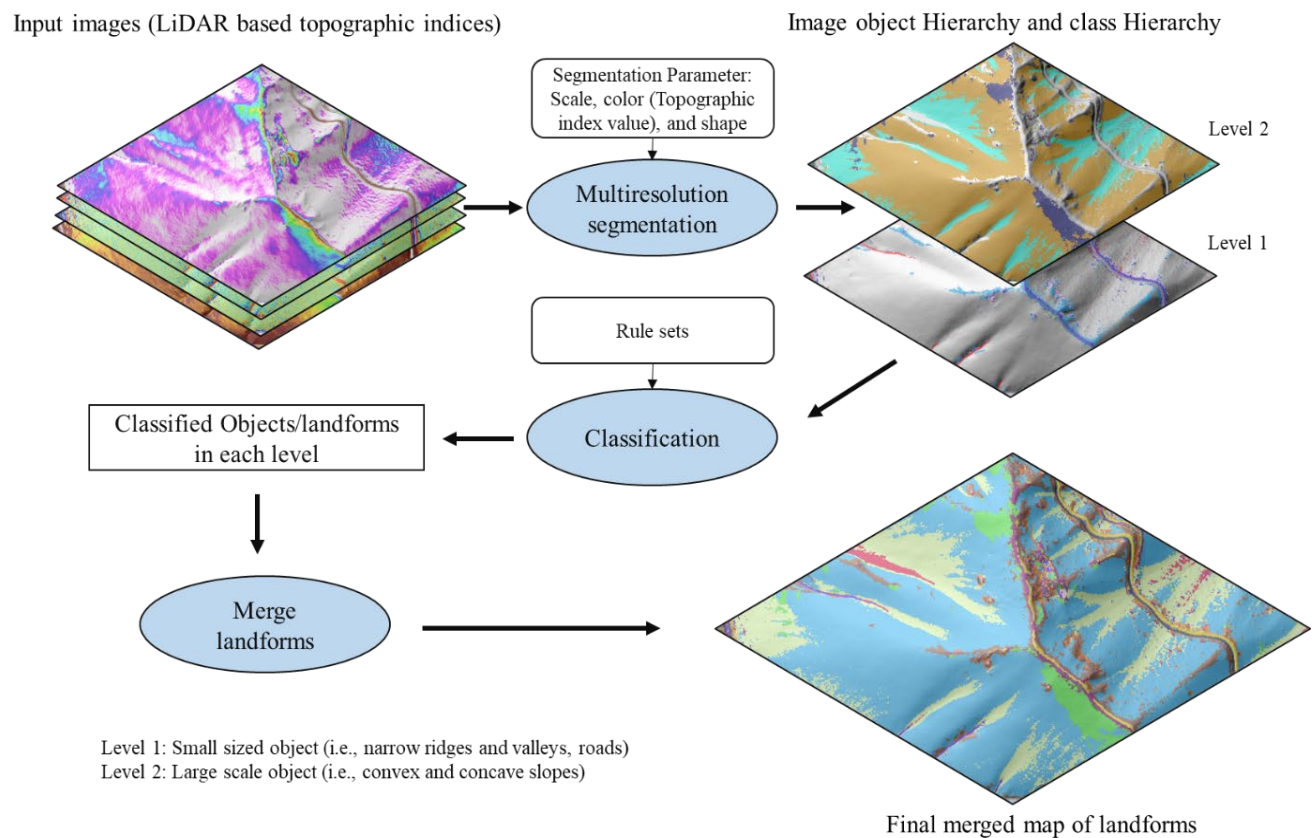 Input images (LiDAR based topographic indices)
Image object Hierarchy and class Hierarchy
Segmentation Parameter:
Scale, color (Topographic
index value), and shape
Level 2
Multiresolution
segmentation
Level 1
Rule sets
Classified Objects/landforms
in each level
Classification
Merge
landforms
Level 1: Small sized object (i.e., narrow ridges and valleys, roads)
Level 2: Large scale object (i.e., convex and concave slopes)
Final merged map of landforms